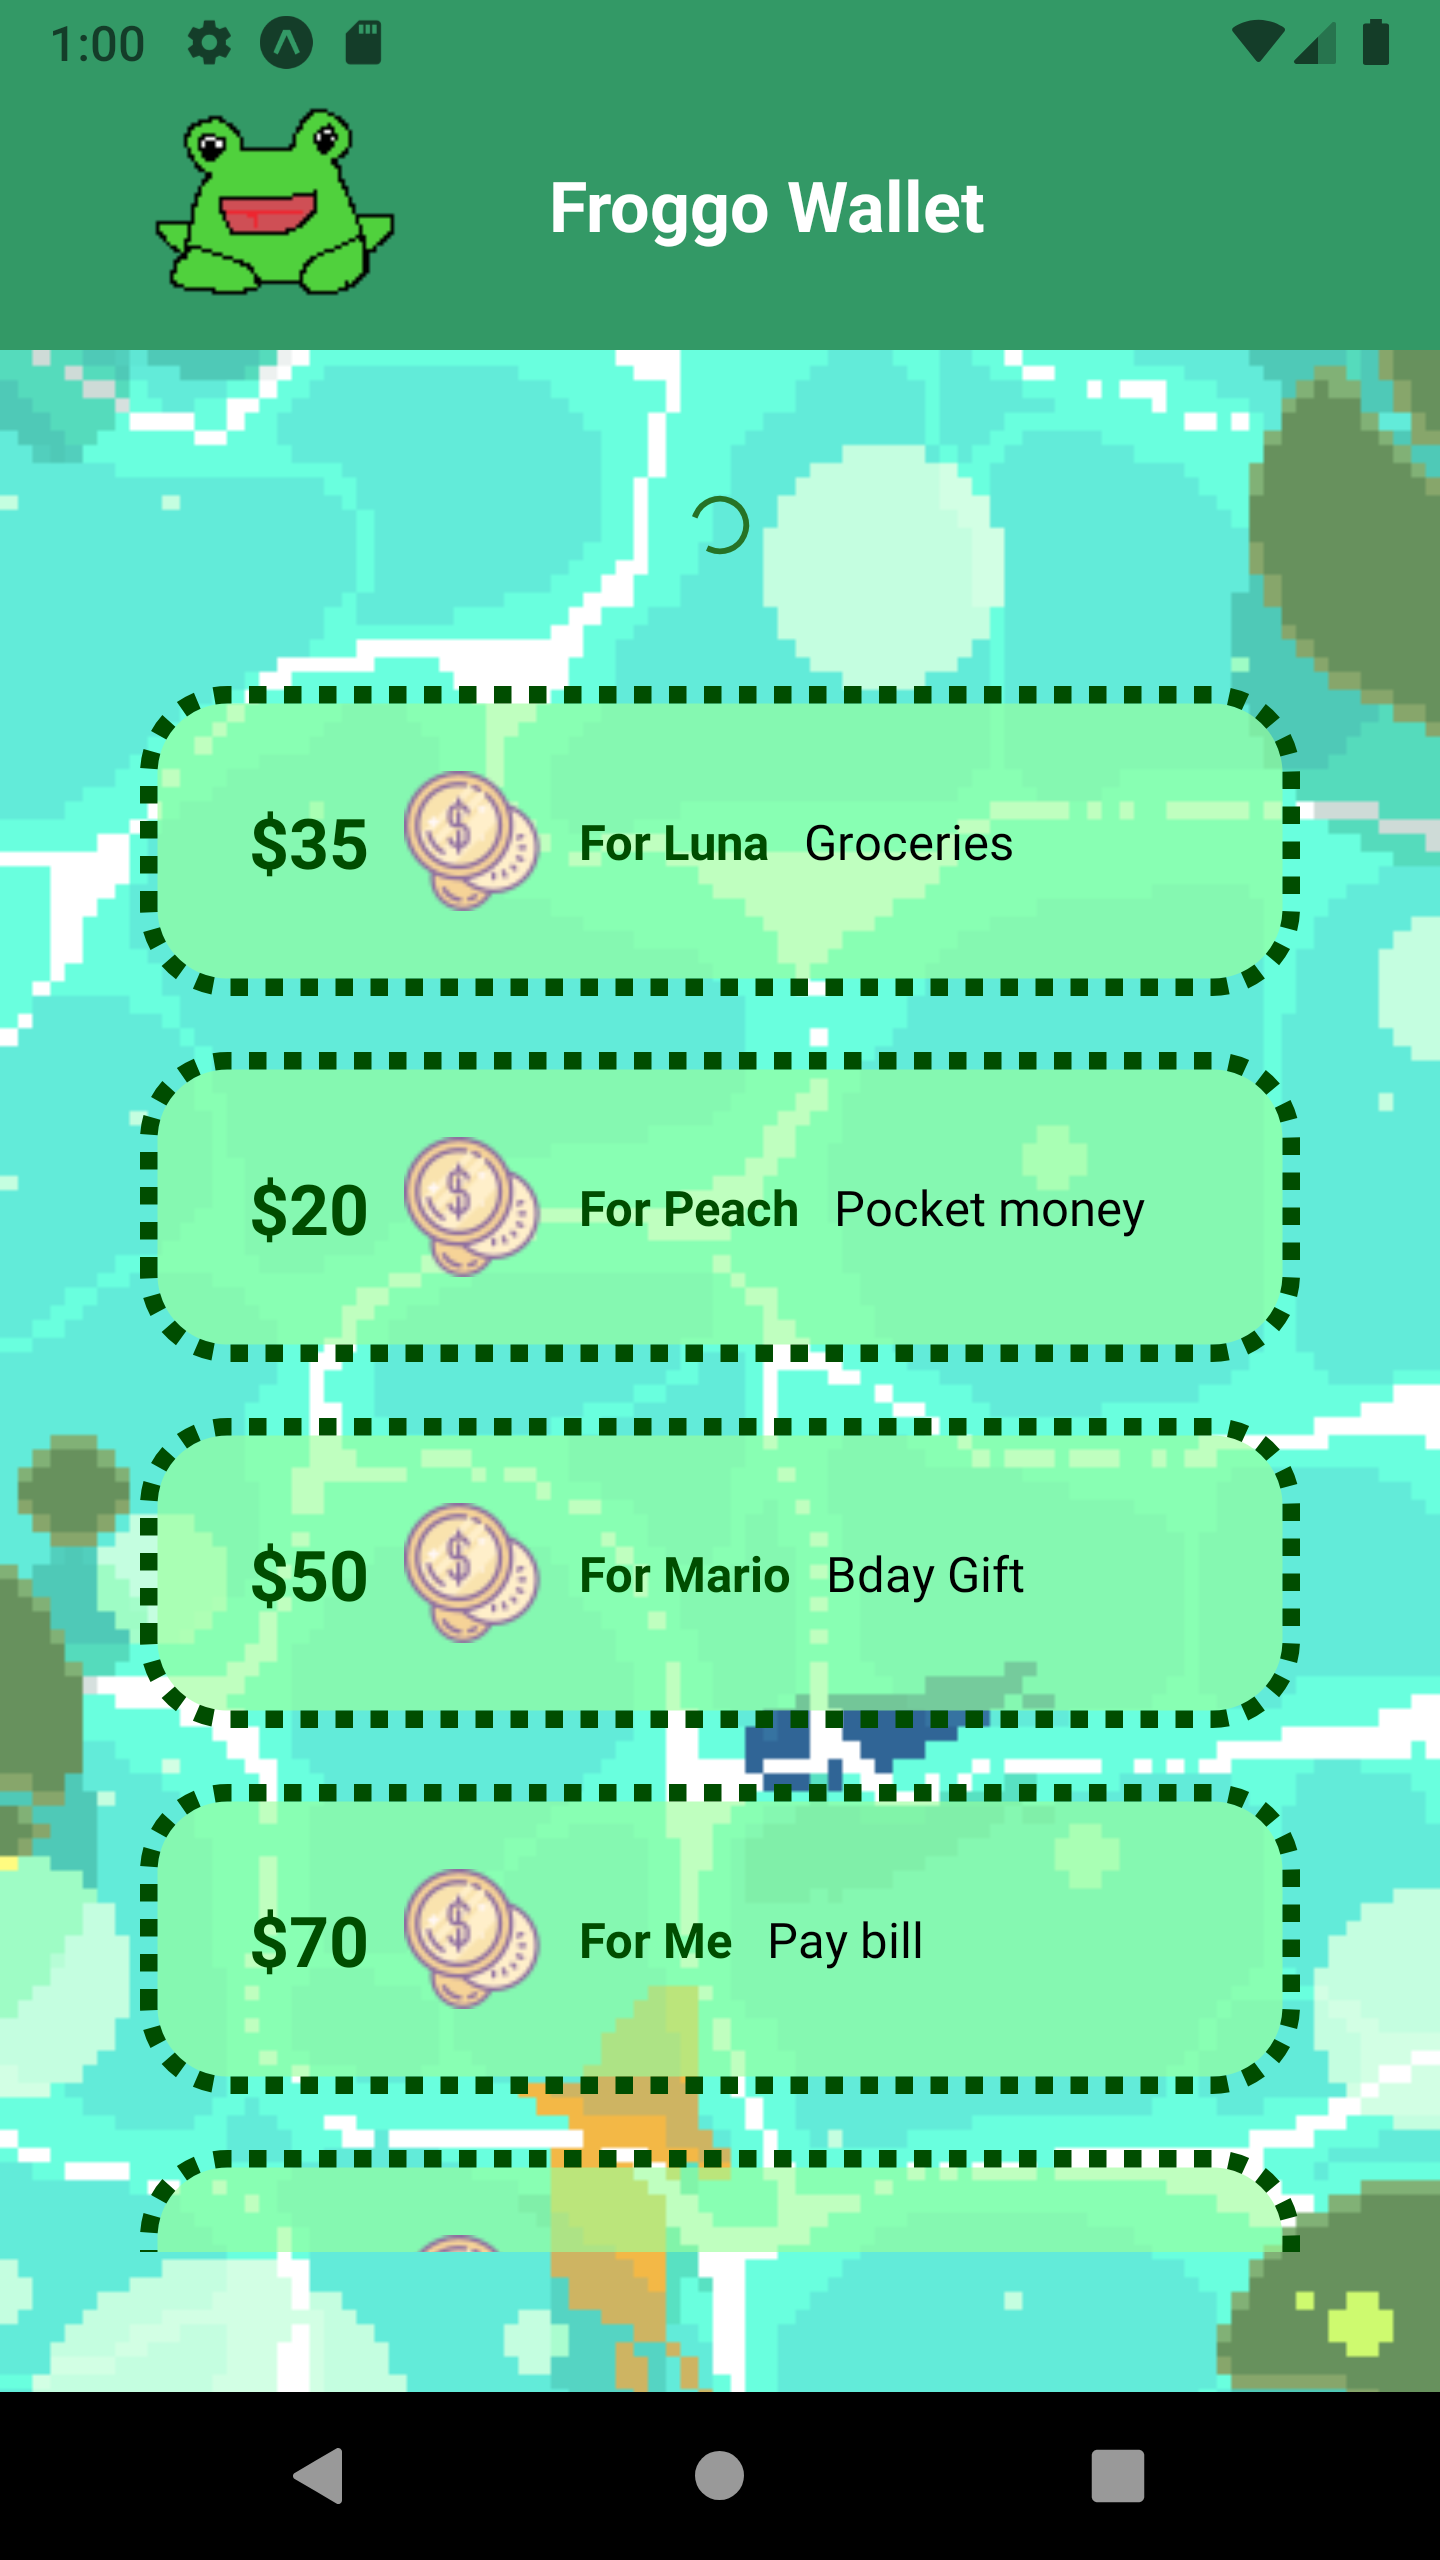 1:00
Froggo Wallet
$35 For Luna Groceries
$20 For Peach Pocket money
$50 For Mario Bday Gift
$70 For Me Pay bill